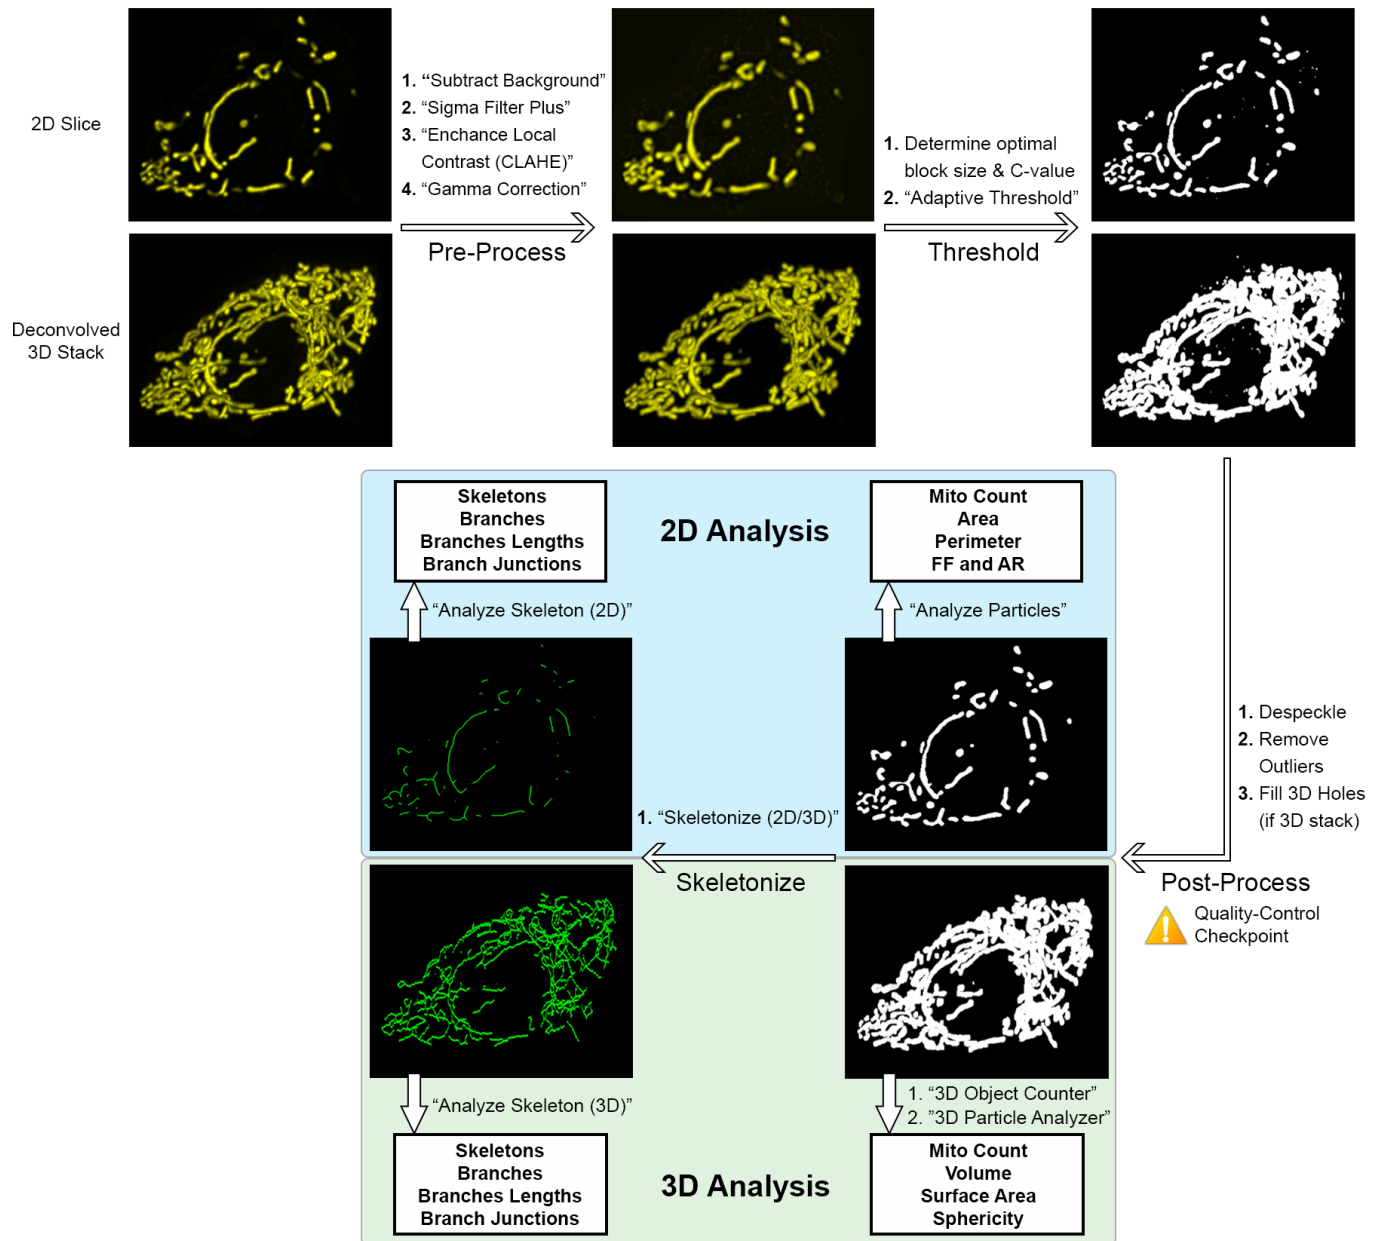 2D Slice
1. “Subtract Background”
2. “Sigma Filter Plus”
3. “Enchance Local
Contrast (CLAHE)”
4. “Gamma Correction”
Pre-Process
1. Determine optimal
block size & C-value
2. “Adaptive Threshold”
Threshold
Deconvolved
3D Stack
Skeletons
Branches
Branches Lengths
Branch Junctions
2D Analysis
Mito Count
Area
Perimeter
FF and AR
“Analyze Skeleton (2D)”
“Analyze Particles”
1. Despeckle
2. Remove
Outliers
3. Fill 3D Holes
(if 3D stack)
Post-Process
Quality-Control
Checkpoint
1. “Skeletonize (2D/3D)”
Skeletonize
“Analyze Skeleton (3D)”
1. “3D Object Counter”
2. ”3D Particle Analyzer”
Skeletons
Branches
Branches Lengths
Branch Junctions
3D Analysis
Mito Count
Volume
Surface Area
Sphericity